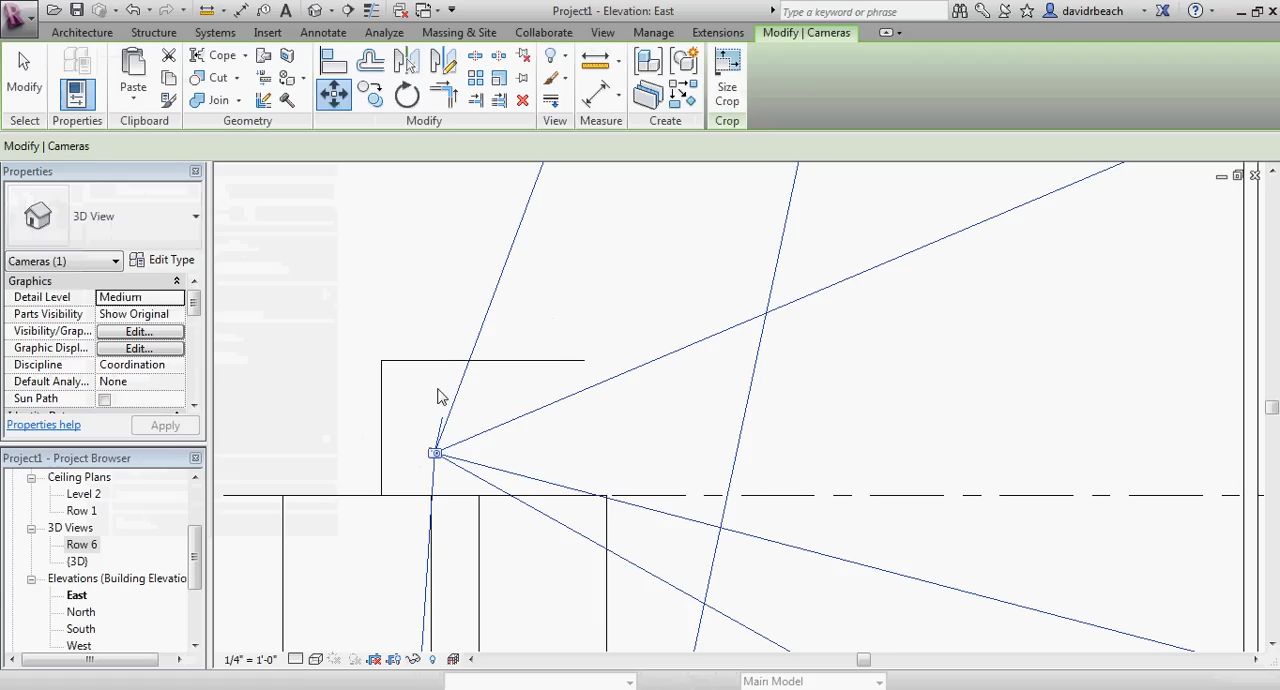 Project1 - Elevation: East
Type a keyword or phrase
davidrbeach
Architecture Structure Systems Insert Annotate Analyze Massing & Site Collaborate View Manage Extensions Modify | Cameras
Modify
Paste
Cope
Cut
Join
Size
Crop
Select Properties Clipboard Geometry Modify View Measure Create Crop
Modify | Cameras
Properties
3D View
Cameras (1)
Edit Type
Graphics
Detail Level Medium
Parts Visibility Show Original
Visibility/Grap... Edit...
Graphic Displ... Edit...
Discipline Coordination
Default Analy... None
Sun Path
Properties help
Apply
Project1 - Project Browser
Ceiling Plans
Level 2
Row 1
3D Views
Row 6
{3D}
Elevations (Building Elevatio
East
North
South
West
1/4" = 1'-0"
Main Model